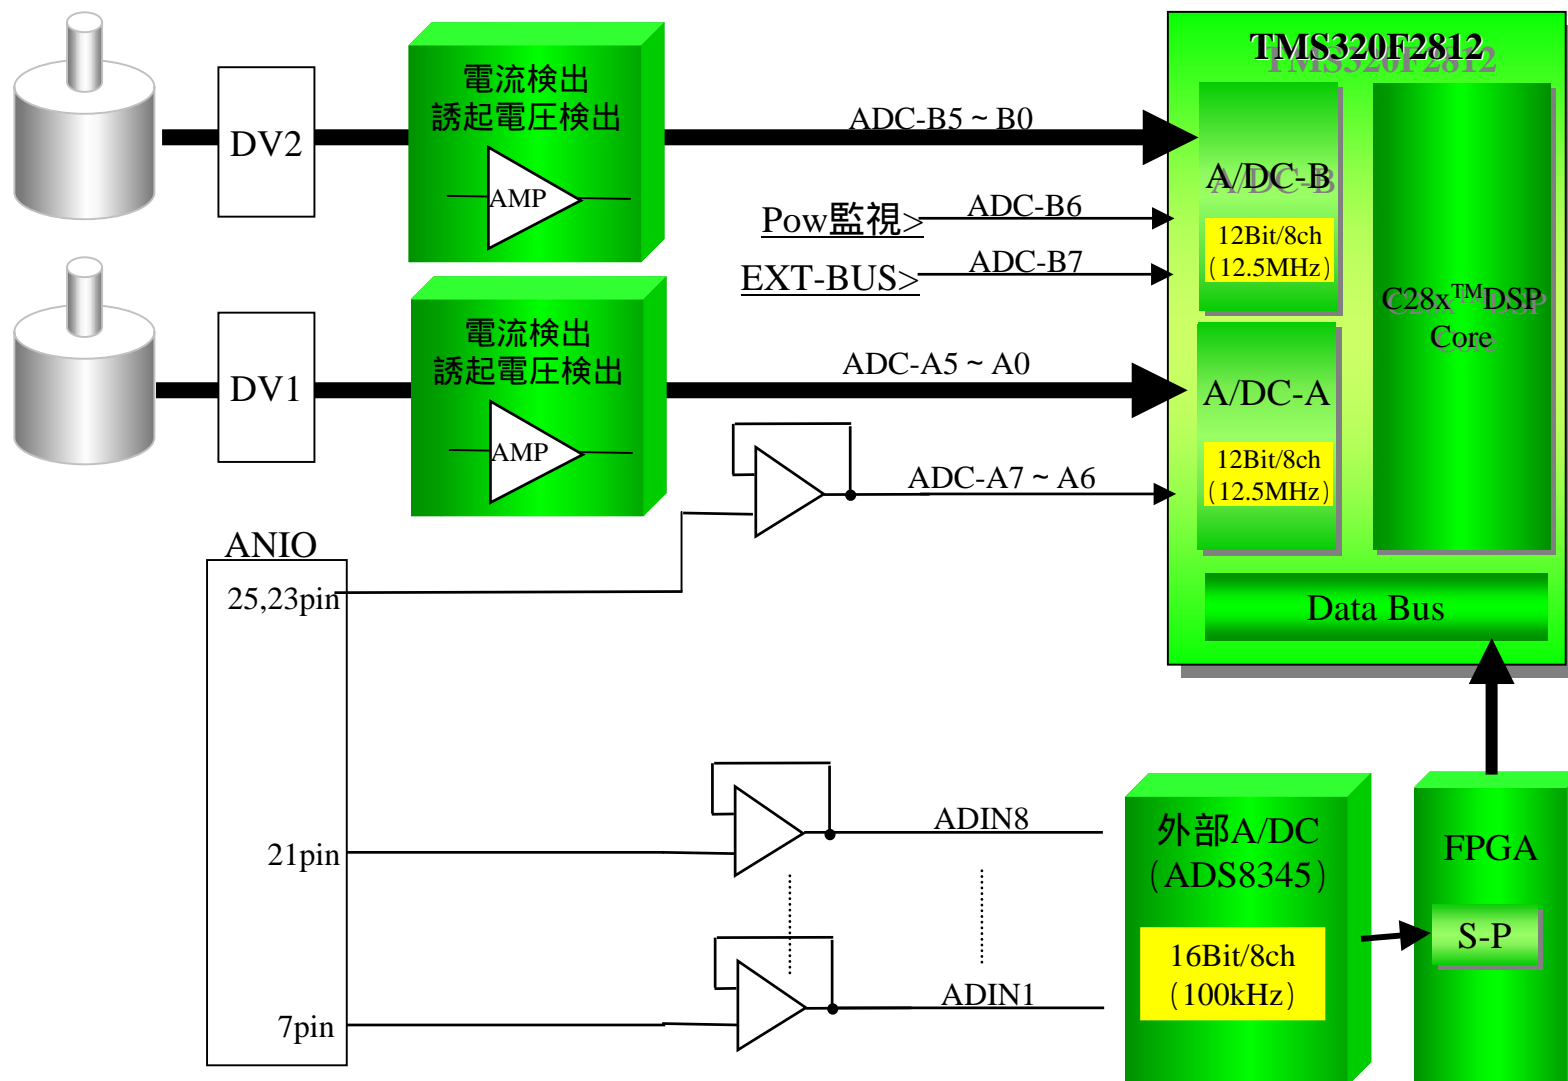 TMS320F2812
電流検出
誘起電圧検出
AMP
DV2
ADC-B5 ~ B0
A/DC-B
12Bit/8ch
(12.5MHz)
Pow監視>
ADC-B6
EXT-BUS>
ADC-B7
C28x™DSP
Core
電流検出
誘起電圧検出
AMP
DV1
ADC-A5 ~ A0
A/DC-A
12Bit/8ch
(12.5MHz)
ADC-A7 ~ A6
ANIO
25,23pin
Data Bus
21pin
ADIN8
外部A/DC
(ADS8345)
FPGA
S-P
16Bit/8ch
(100kHz)
7pin
ADIN1